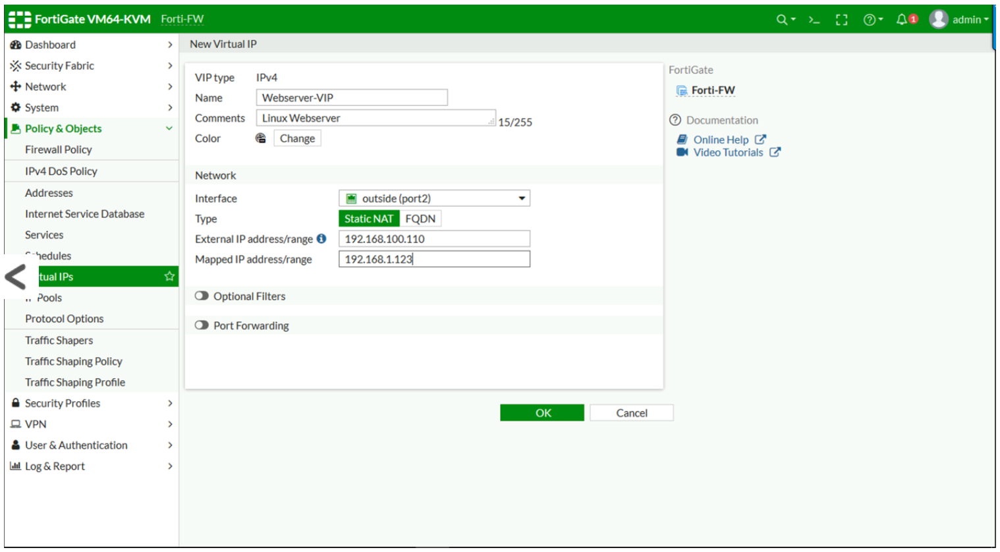 FortiGate VM64-KVM Forti-FW
1 admin
Dashboard
Security Fabric
Network
System
Policy & Objects
Firewall Policy
IPv4 DoS Policy
Addresses
Internet Service Database
Services
Schedules
tual IPs
Pools
Protocol Options
Traffic Shapers
Traffic Shaping Policy
Traffic Shaping Profile
Security Profiles
VPN
User & Authentication
Log & Report
New Virtual IP
VIP type IPv4
Name Webserver-VIP
Comments Linux Webserver 15/255
Color Change
Network
Interface outside (port2)
Type Static NAT FQDN
External IP address/range 192.168.100.110
Mapped IP address/range 192.168.1.123
Optional Filters
Port Forwarding
OK Cancel
FortiGate
Forti-FW
Documentation
Online Help
Video Tutorials